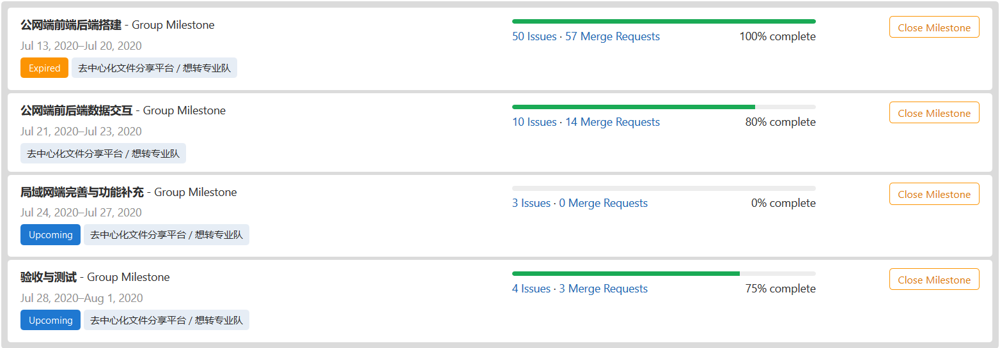 公网端前端后端搭建 - Group Milestone
50 Issues · 57 Merge Requests
100% complete
Close Milestone
Jul 13, 2020–Jul 20, 2020
Expired
去中心化文件分享平台 / 想转专业队
公网端前后端数据交互 - Group Milestone
10 Issues · 14 Merge Requests
80% complete
Close Milestone
Jul 21, 2020–Jul 23, 2020
去中心化文件分享平台 / 想转专业队
局域网端完善与功能补充 - Group Milestone
3 Issues · 0 Merge Requests
0% complete
Close Milestone
Jul 24, 2020–Jul 27, 2020
Upcoming
去中心化文件分享平台 / 想转专业队
验收与测试 - Group Milestone
4 Issues · 3 Merge Requests
75% complete
Close Milestone
Jul 28, 2020–Aug 1, 2020
Upcoming
去中心化文件分享平台 / 想转专业队